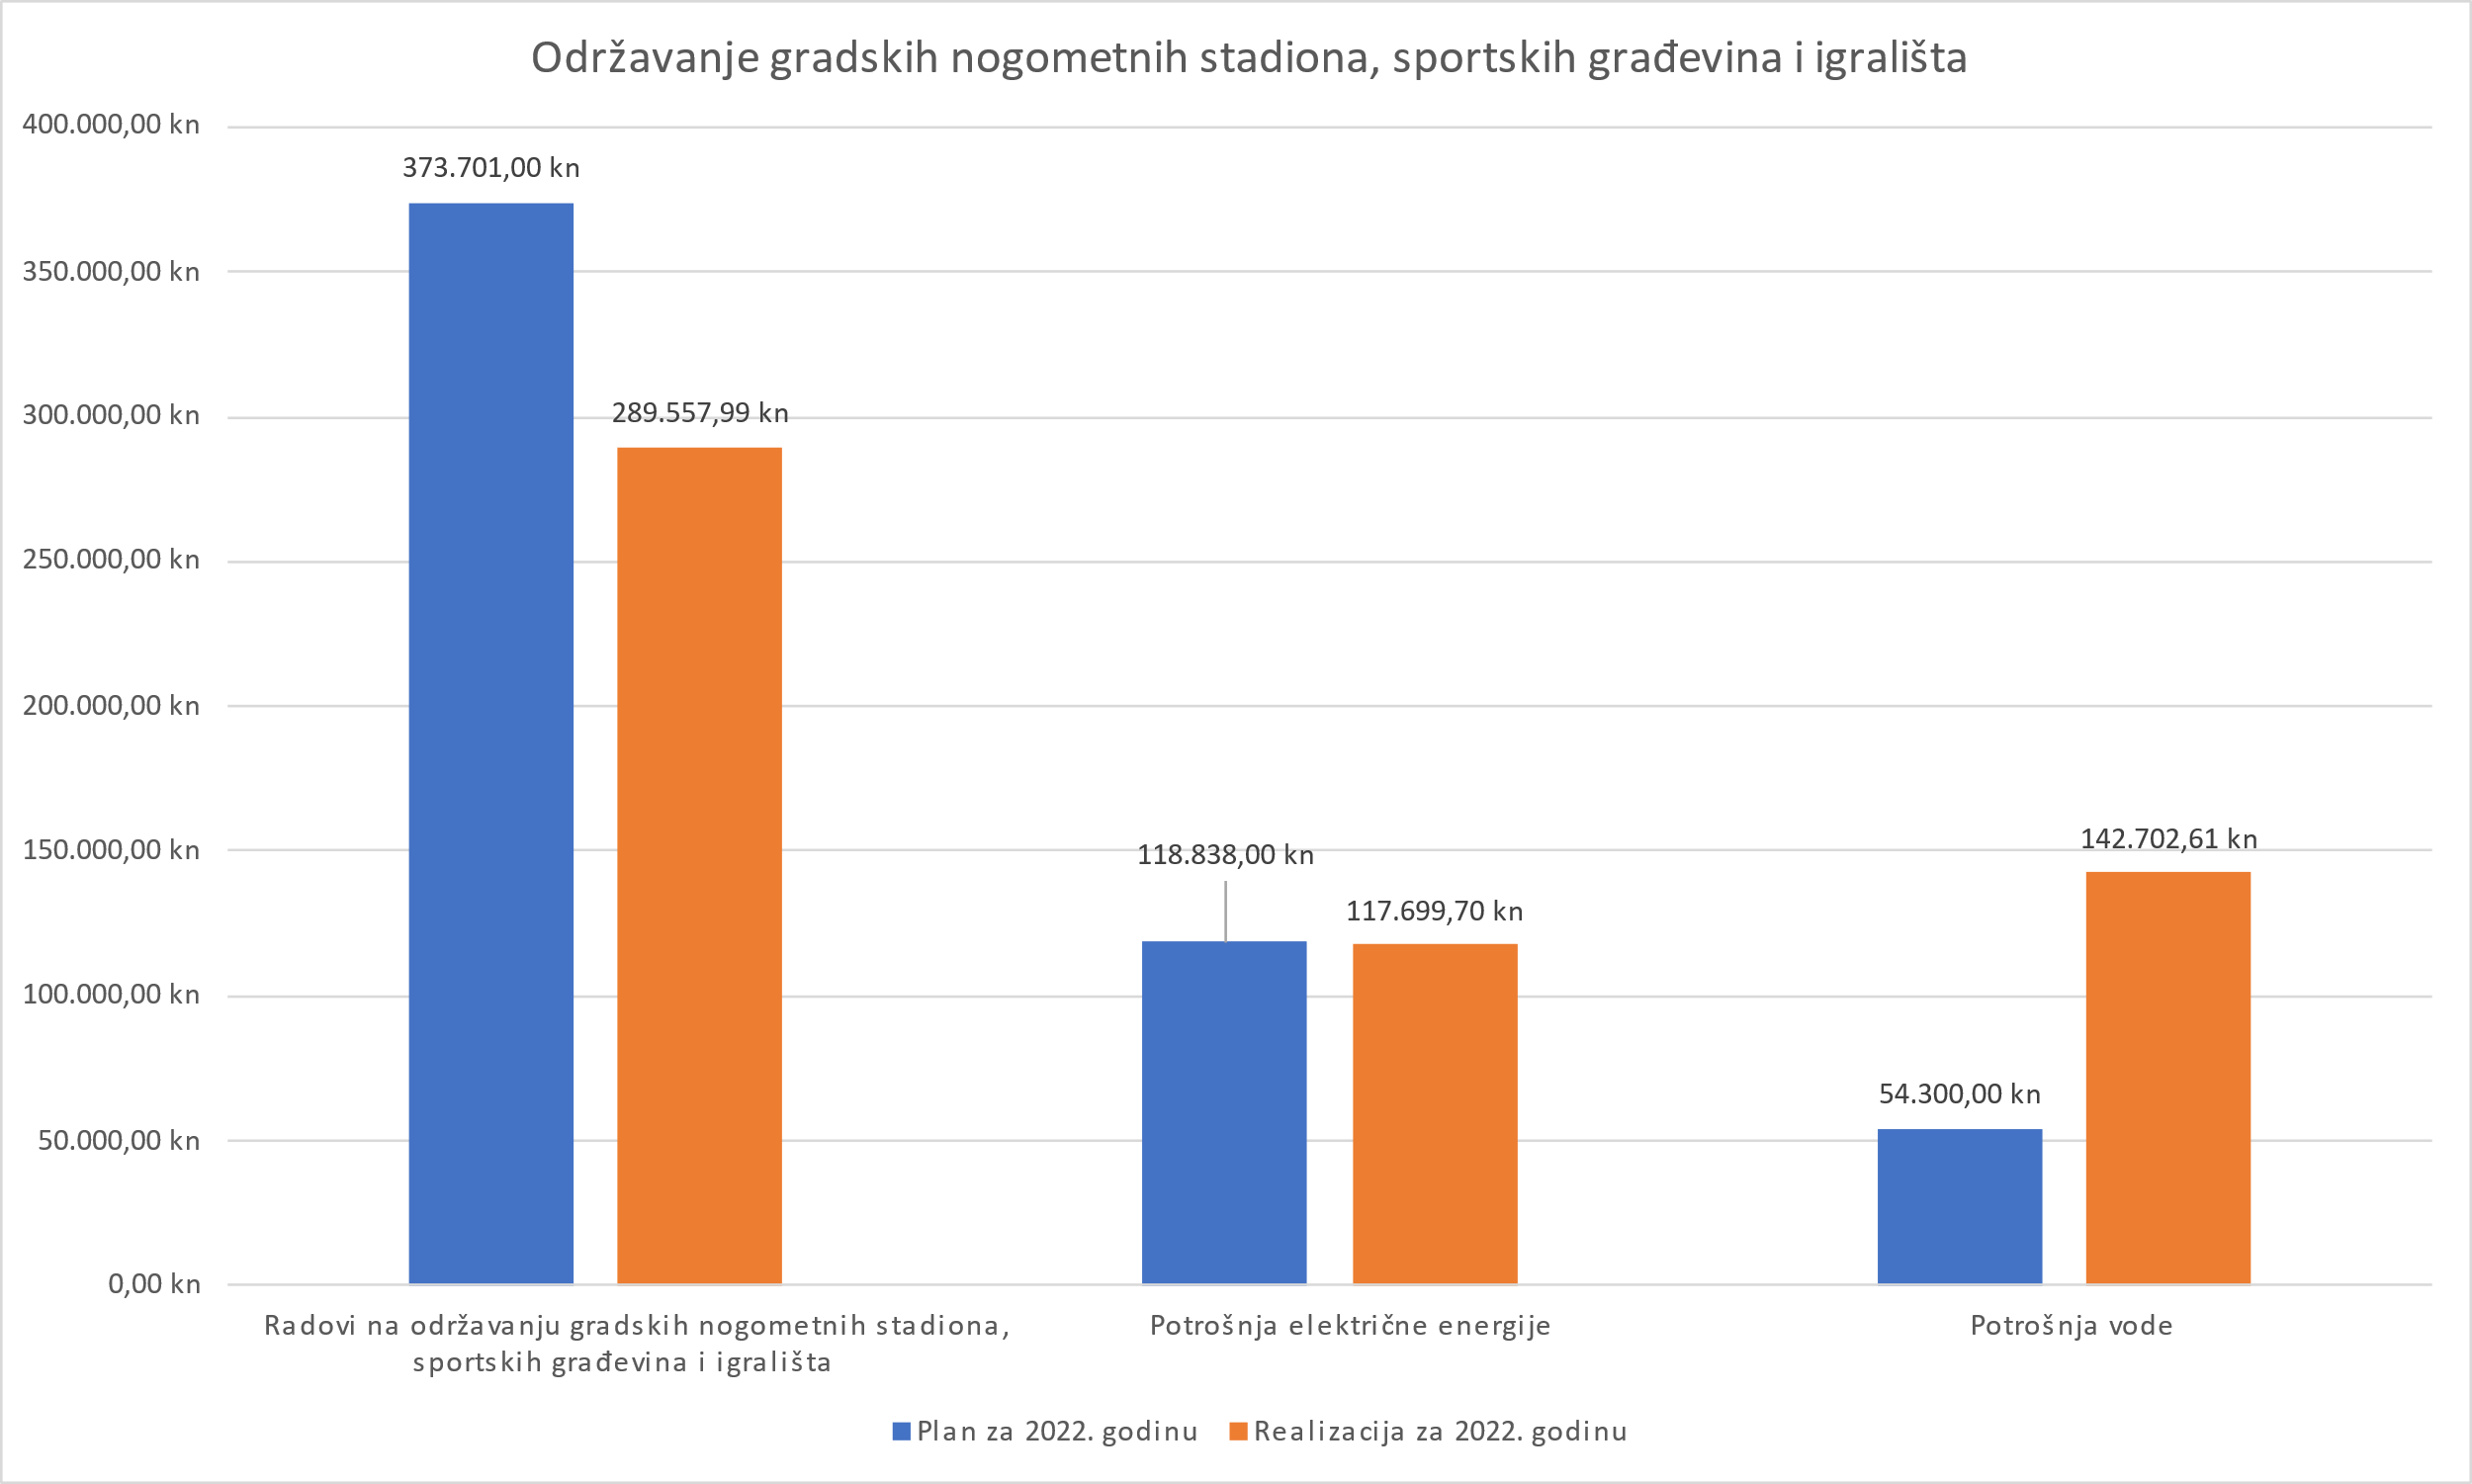 Održavanje gradskih nogometnih stadiona, sportskih građevina i igrališta
400.000,00 kn
373.701,00 kn
350.000,00 kn
300.000,00 kn
289.557,99 kn
250.000,00 kn
200.000,00 kn
150.000,00 kn
118.838,00 kn
142.702,61 kn
117.699,70 kn
100.000,00 kn
54.300,00 kn
50.000,00 kn
0,00 kn
Radovi na održavanju gradskih nogometnih stadiona,
sportskih građevina i igrališta
Potrošnja električne energije
Potrošnja vode
Plan za 2022. godinu
Realizacija za 2022. godinu